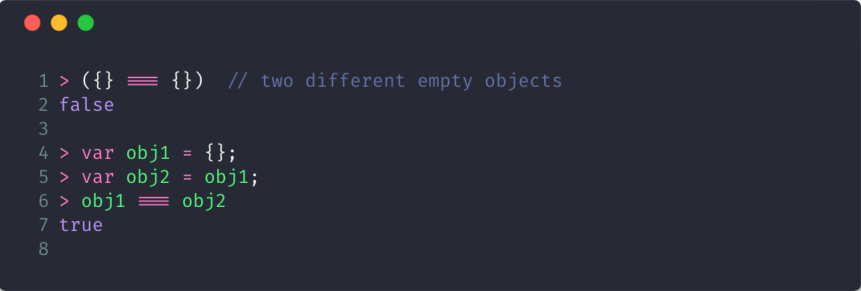 1 > ({} === {})  // two different empty objects
2 false
3
4 > var obj1 = {};
5 > var obj2 = obj1;
6 > obj1 === obj2
7 true
8